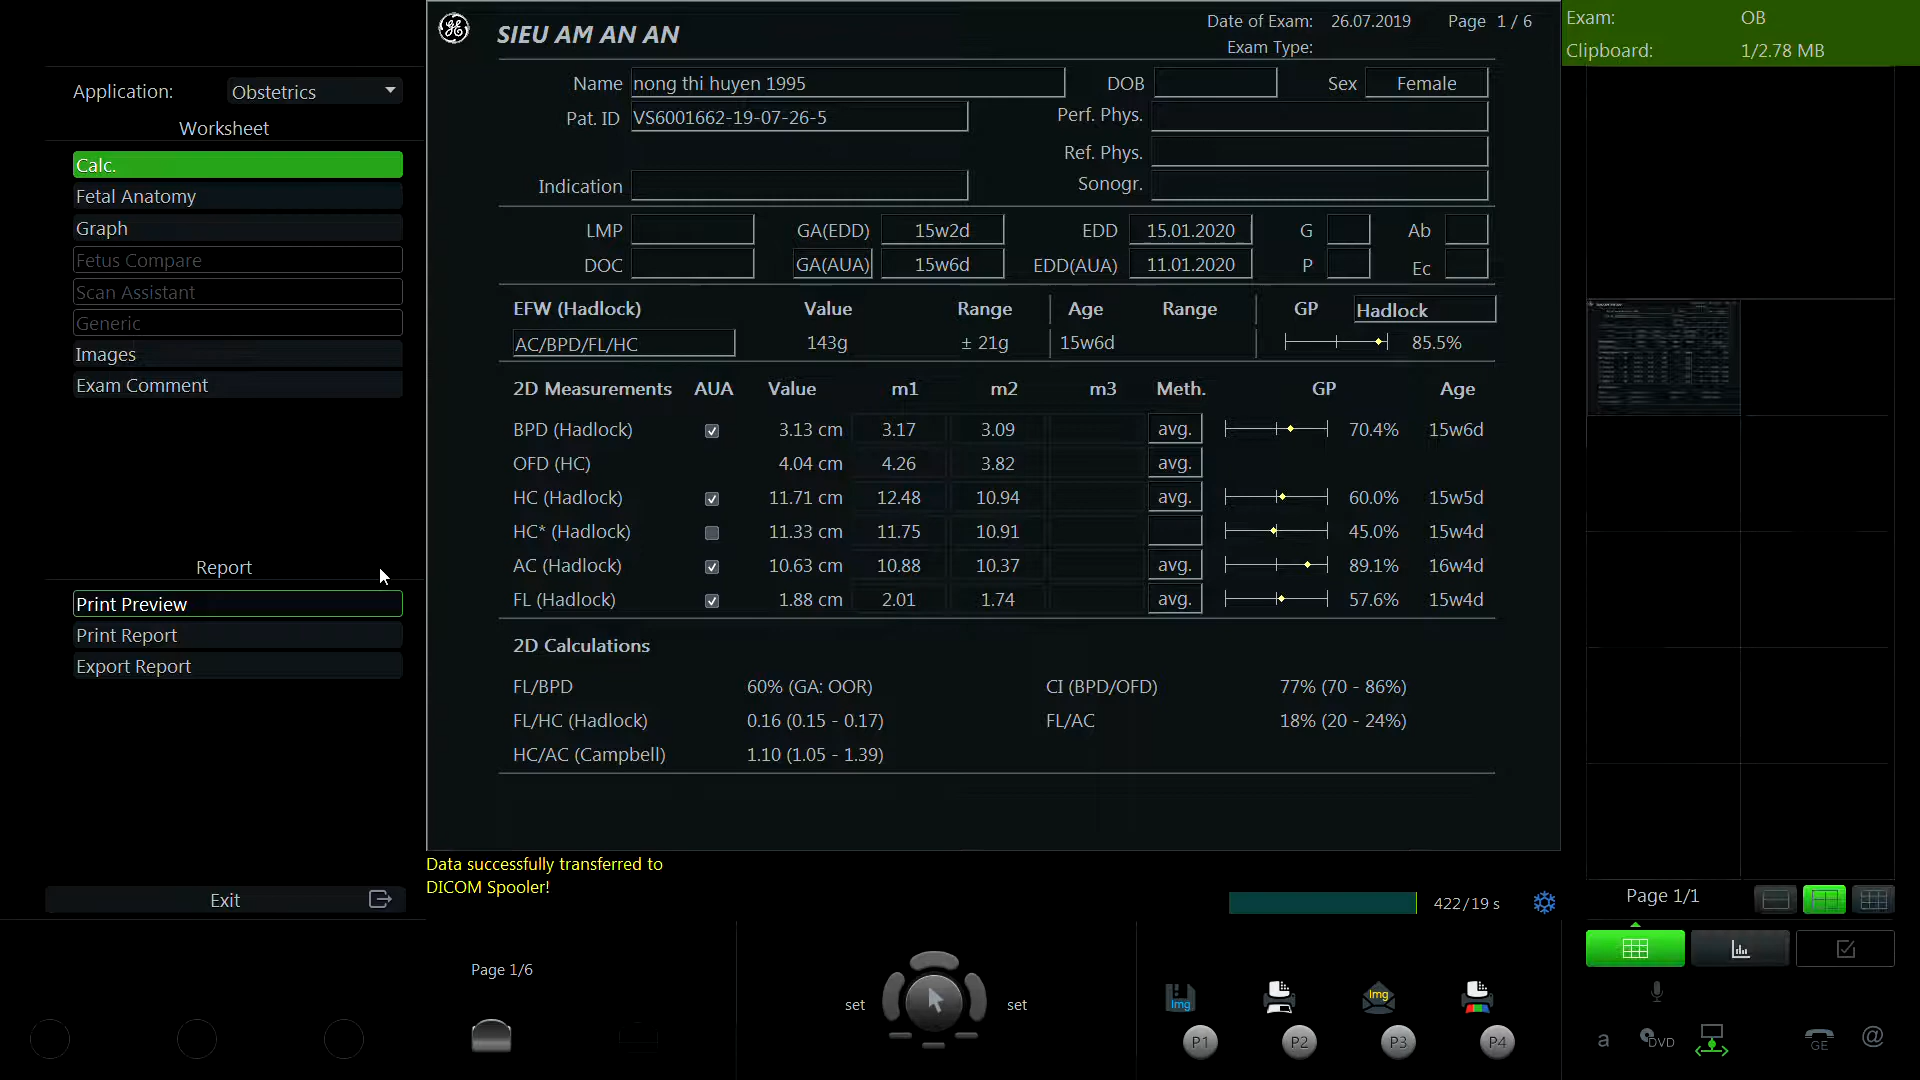 Application: Obstetrics
Worksheet
Calc.
Fetal Anatomy
Graph
Fetus Compare
Scan Assistant
Generic
Images
Exam Comment
Report
Print Preview
Print Report
Export Report
Exit
SIEU AM AN AN
Date of Exam: 26.07.2019 Page 1 / 6
Exam Type:
Name nong thi huyen 1995 DOB Sex Female
Pat. ID VS6001662-19-07-26-5 Perf. Phys.
Ref. Phys.
Indication Sonogr.
LMP GA(EDD) 15w2d EDD 15.01.2020 G Ab
DOC GA(AUA) 15w6d EDD(AUA) 11.01.2020 P Ec
EFW (Hadlock) Value Range Age Range GP Hadlock
AC/BPD/FL/HC 143g ± 21g 15w6d 85.5%
2D Measurements AUA Value m1 m2 m3 Meth. GP Age
BPD (Hadlock) 3.13 cm 3.17 3.09 avg. 70.4% 15w6d
OFD (HC) 4.04 cm 4.26 3.82 avg.
HC (Hadlock) 11.71 cm 12.48 10.94 avg. 60.0% 15w5d
HC* (Hadlock) 11.33 cm 11.75 10.91 45.0% 15w4d
AC (Hadlock) 10.63 cm 10.88 10.37 avg. 89.1% 16w4d
FL (Hadlock) 1.88 cm 2.01 1.74 avg. 57.6% 15w4d
2D Calculations
FL/BPD 60% (GA: OOR) CI (BPD/OFD) 77% (70 - 86%)
FL/HC (Hadlock) 0.16 (0.15 - 0.17) FL/AC 18% (20 - 24%)
HC/AC (Campbell) 1.10 (1.05 - 1.39)
Data successfully transferred to
DICOM Spooler!
422/19 s
Page 1/6
set set
Img Img
P1 P2 P3 P4
Exam: OB
Clipboard: 1/2.78 MB
Page 1/1
a DVD GE @